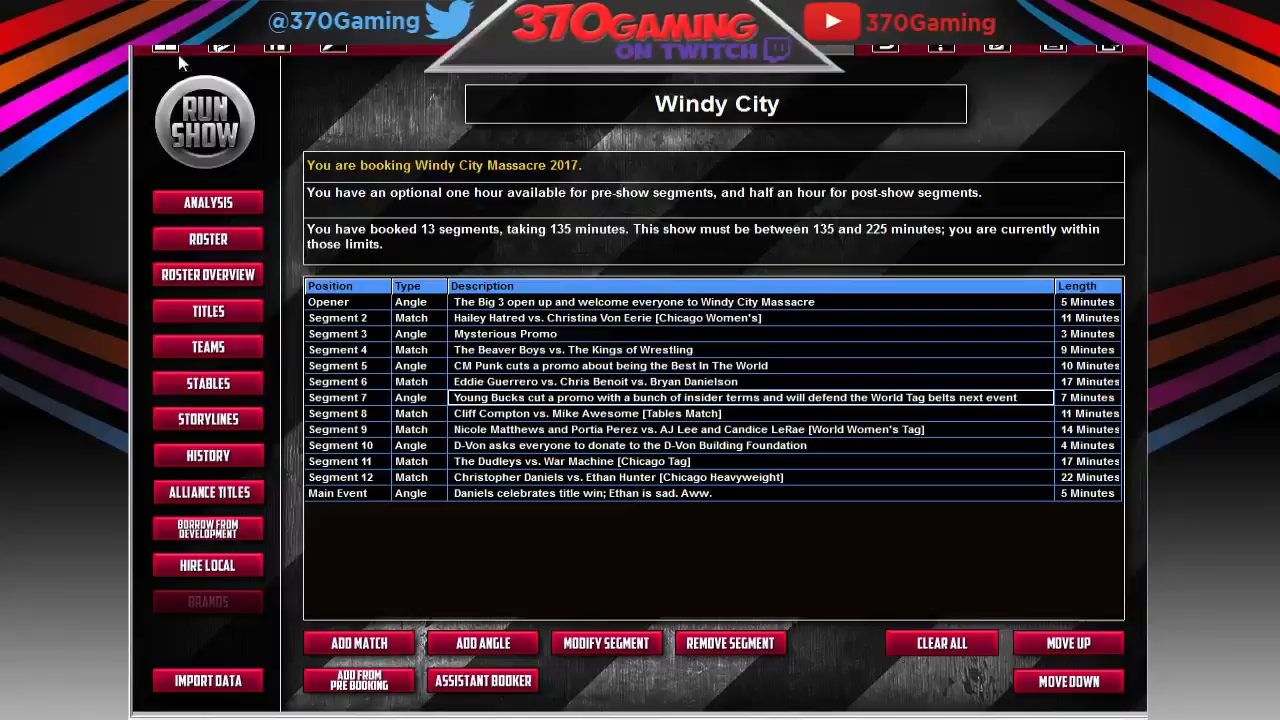 @370Gaming
370GAMING
ON TWITCH
370Gaming
RUN
SHOW
Windy City
You are booking Windy City Massacre 2017.
You have an optional one hour available for pre-show segments, and half an hour for post-show segments.
You have booked 13 segments, taking 135 minutes. This show must be between 135 and 225 minutes; you are currently within
those limits.
ANALYSIS
ROSTER
ROSTER OVERVIEW
TITLES
TEAMS
STABLES
STORYLINES
HISTORY
ALLIANCE TITLES
BORROW FROM
DEVELOPMENT
HIRE LOCAL
BRANDS
IMPORT DATA
Position Type Description Length
Opener Angle The Big 3 open up and welcome everyone to Windy City Massacre 5 Minutes
Segment 2 Match Hailey Hatred vs. Christina Von Eerie [Chicago Women's] 11 Minutes
Segment 3 Angle Mysterious Promo 3 Minutes
Segment 4 Match The Beaver Boys vs. The Kings of Wrestling 9 Minutes
Segment 5 Angle CM Punk cuts a promo about being the Best In The World 10 Minutes
Segment 6 Match Eddie Guerrero vs. Chris Benoit vs. Bryan Danielson 17 Minutes
Segment 7 Angle Young Bucks cut a promo with a bunch of insider terms and will defend the World Tag belts next event 7 Minutes
Segment 8 Match Cliff Compton vs. Mike Awesome [Tables Match] 11 Minutes
Segment 9 Match Nicole Matthews and Portia Perez vs. AJ Lee and Candice LeRae [World Women's Tag] 14 Minutes
Segment 10 Angle D-Von asks everyone to donate to the D-Von Building Foundation 4 Minutes
Segment 11 Match The Dudleys vs. War Machine [Chicago Tag] 17 Minutes
Segment 12 Match Christopher Daniels vs. Ethan Hunter [Chicago Heavyweight] 22 Minutes
Main Event Angle Daniels celebrates title win; Ethan is sad. Aww. 5 Minutes
ADD MATCH
ADD ANGLE
MODIFY SEGMENT
REMOVE SEGMENT
CLEAR ALL
MOVE UP
ADD FROM
PRE BOOKING
ASSISTANT BOOKER
MOVE DOWN